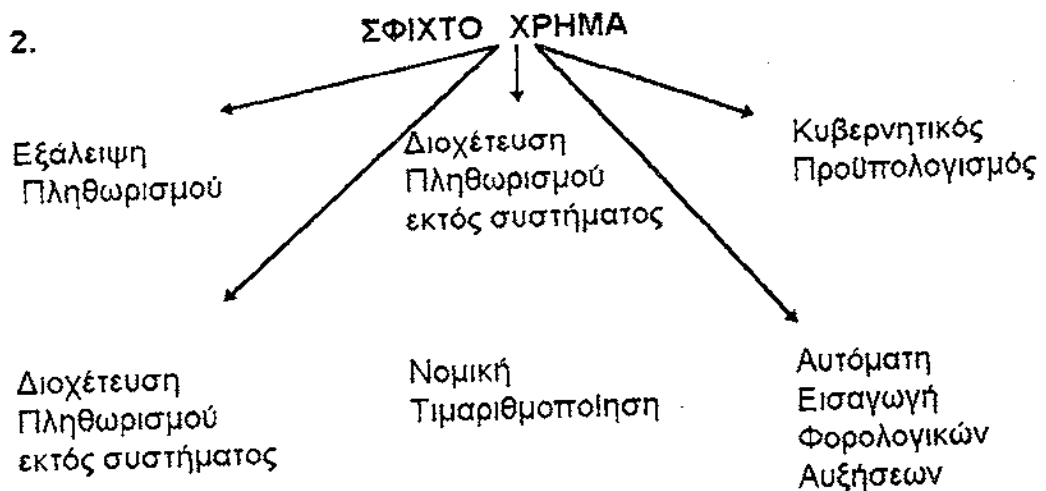 2.
ΣΦΙΧΤΟ ΧΡΗΜΑ
Εξάλειψη
Πληθωρισμού
Διοχέτευση
Πληθωρισμού
εκτός συστήματος
Κυβερνητικός
Προϋπολογισμός
Διοχέτευση
Πληθωρισμού
εκτός συστήματος
Νομική
Τιμαριθμοποίηση
Αυτόματη
Εισαγωγή
Φορολογικών
Αυξήσεων